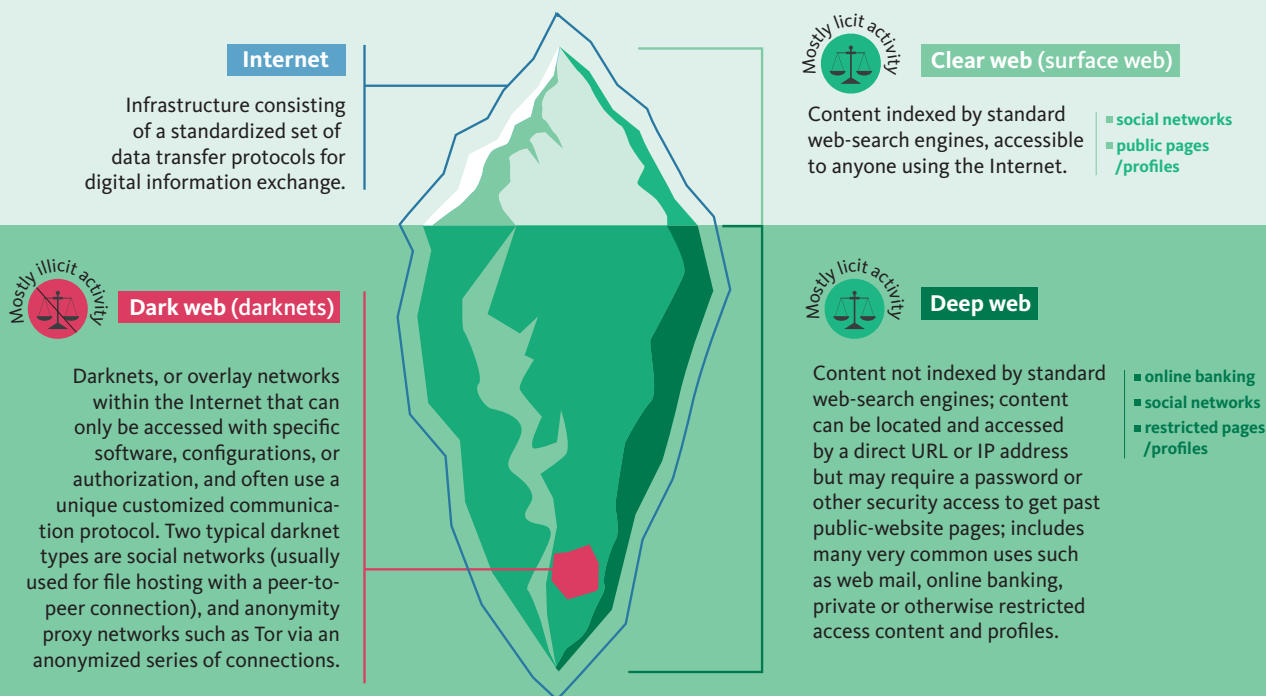 Internet
Infrastructure consisting
of a standardized set of
data transfer protocols for
digital information exchange.
Mostly licit activity
Clear web (surface web)
Content indexed by standard
web-search engines, accessible
to anyone using the Internet.
social networks
public pages
/profiles
Mostly illicit activity
Dark web (darknets)
Darknets, or overlay networks
within the Internet that can
only be accessed with specific
software, configurations, or
authorization, and often use a
unique customized communica-
tion protocol. Two typical darknet
types are social networks (usually
used for file hosting with a peer-to-
peer connection), and anonymity
proxy networks such as Tor via an
anonymized series of connections.
Mostly licit activity
Deep web
Content not indexed by standard
web-search engines; content
can be located and accessed
by a direct URL or IP address
but may require a password or
other security access to get past
public-website pages; includes
many very common uses such
as web mail, online banking,
private or otherwise restricted
access content and profiles.
online banking
social networks
restricted pages
/profiles